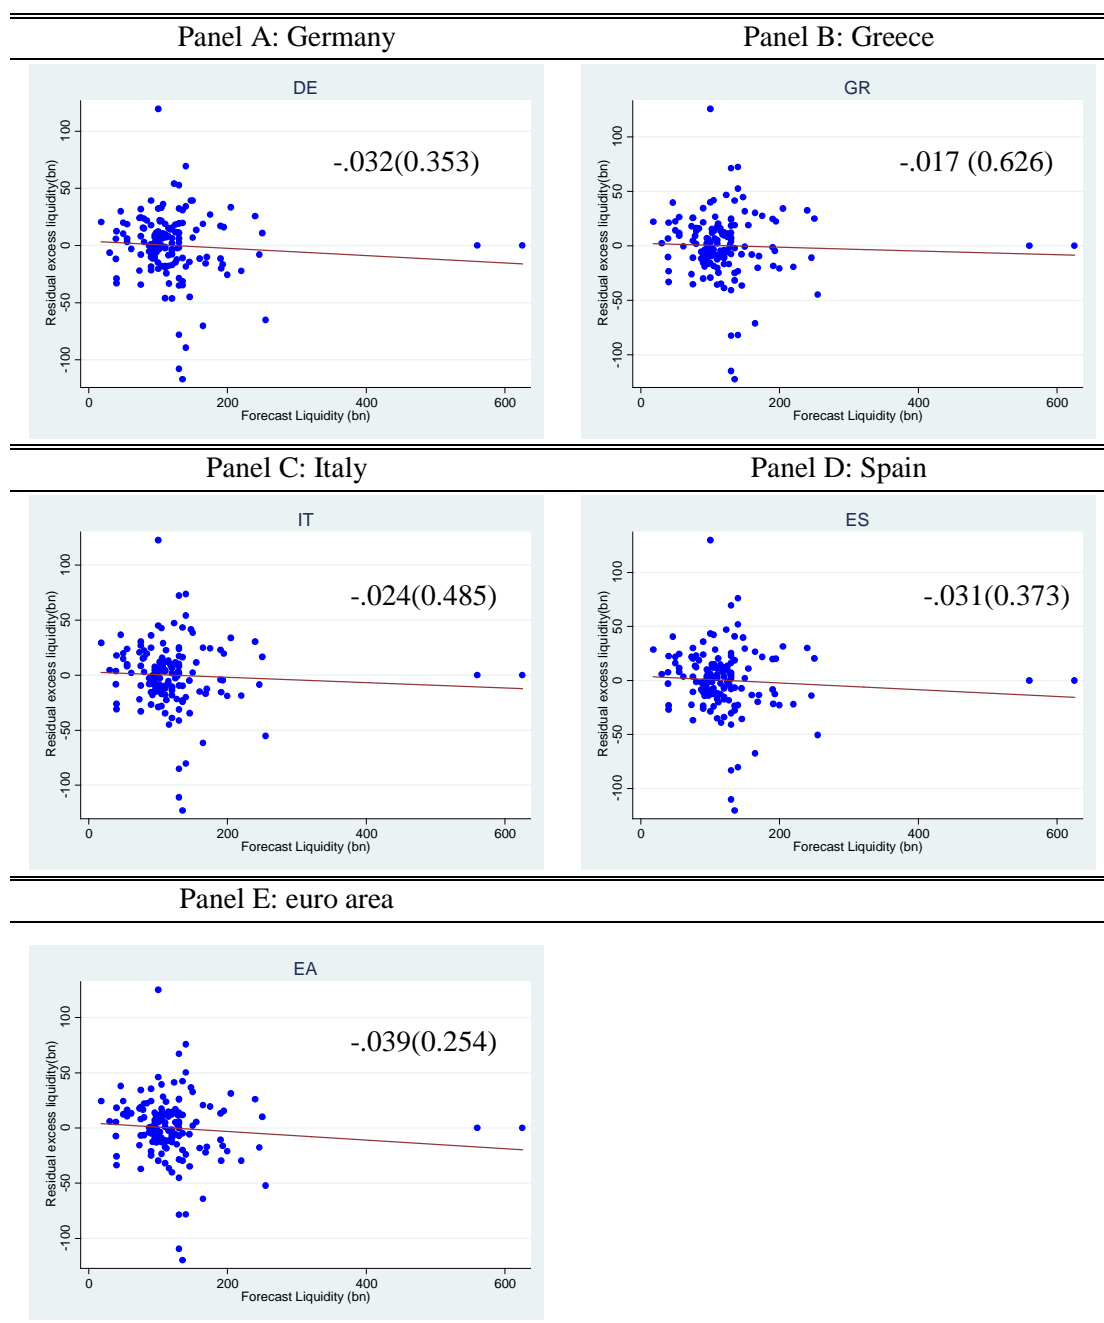 Panel A: Germany
Panel B: Greece
DE
Residual excess liquidity(bn)
100
50
0
-50
-100
-.032(0.353)
0 200 400 600
Forecast Liquidity (bn)
GR
Residual excess liquidity(bn)
100
50
0
-50
-100
-.017 (0.626)
0 200 400 600
Forecast Liquidity (bn)
Panel C: Italy
Panel D: Spain
IT
Residual excess liquidity(bn)
100
50
0
-50
-100
-.024(0.485)
0 200 400 600
Forecast Liquidity (bn)
ES
Residual excess liquidity(bn)
100
50
0
-50
-100
-.031(0.373)
0 200 400 600
Forecast Liquidity (bn)
Panel E: euro area
EA
Residual excess liquidity(bn)
100
50
0
-50
-100
-.039(0.254)
0 200 400 600
Forecast Liquidity (bn)